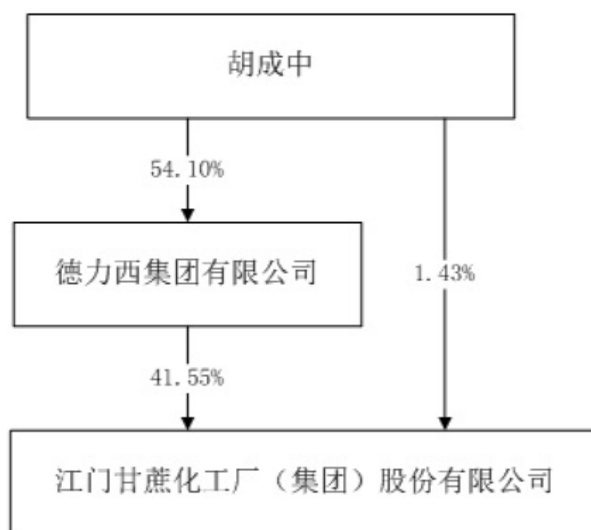 胡成中
54.10%
德力西集团有限公司
1.43%
41.55%
江门甘蔗化工厂（集团）股份有限公司